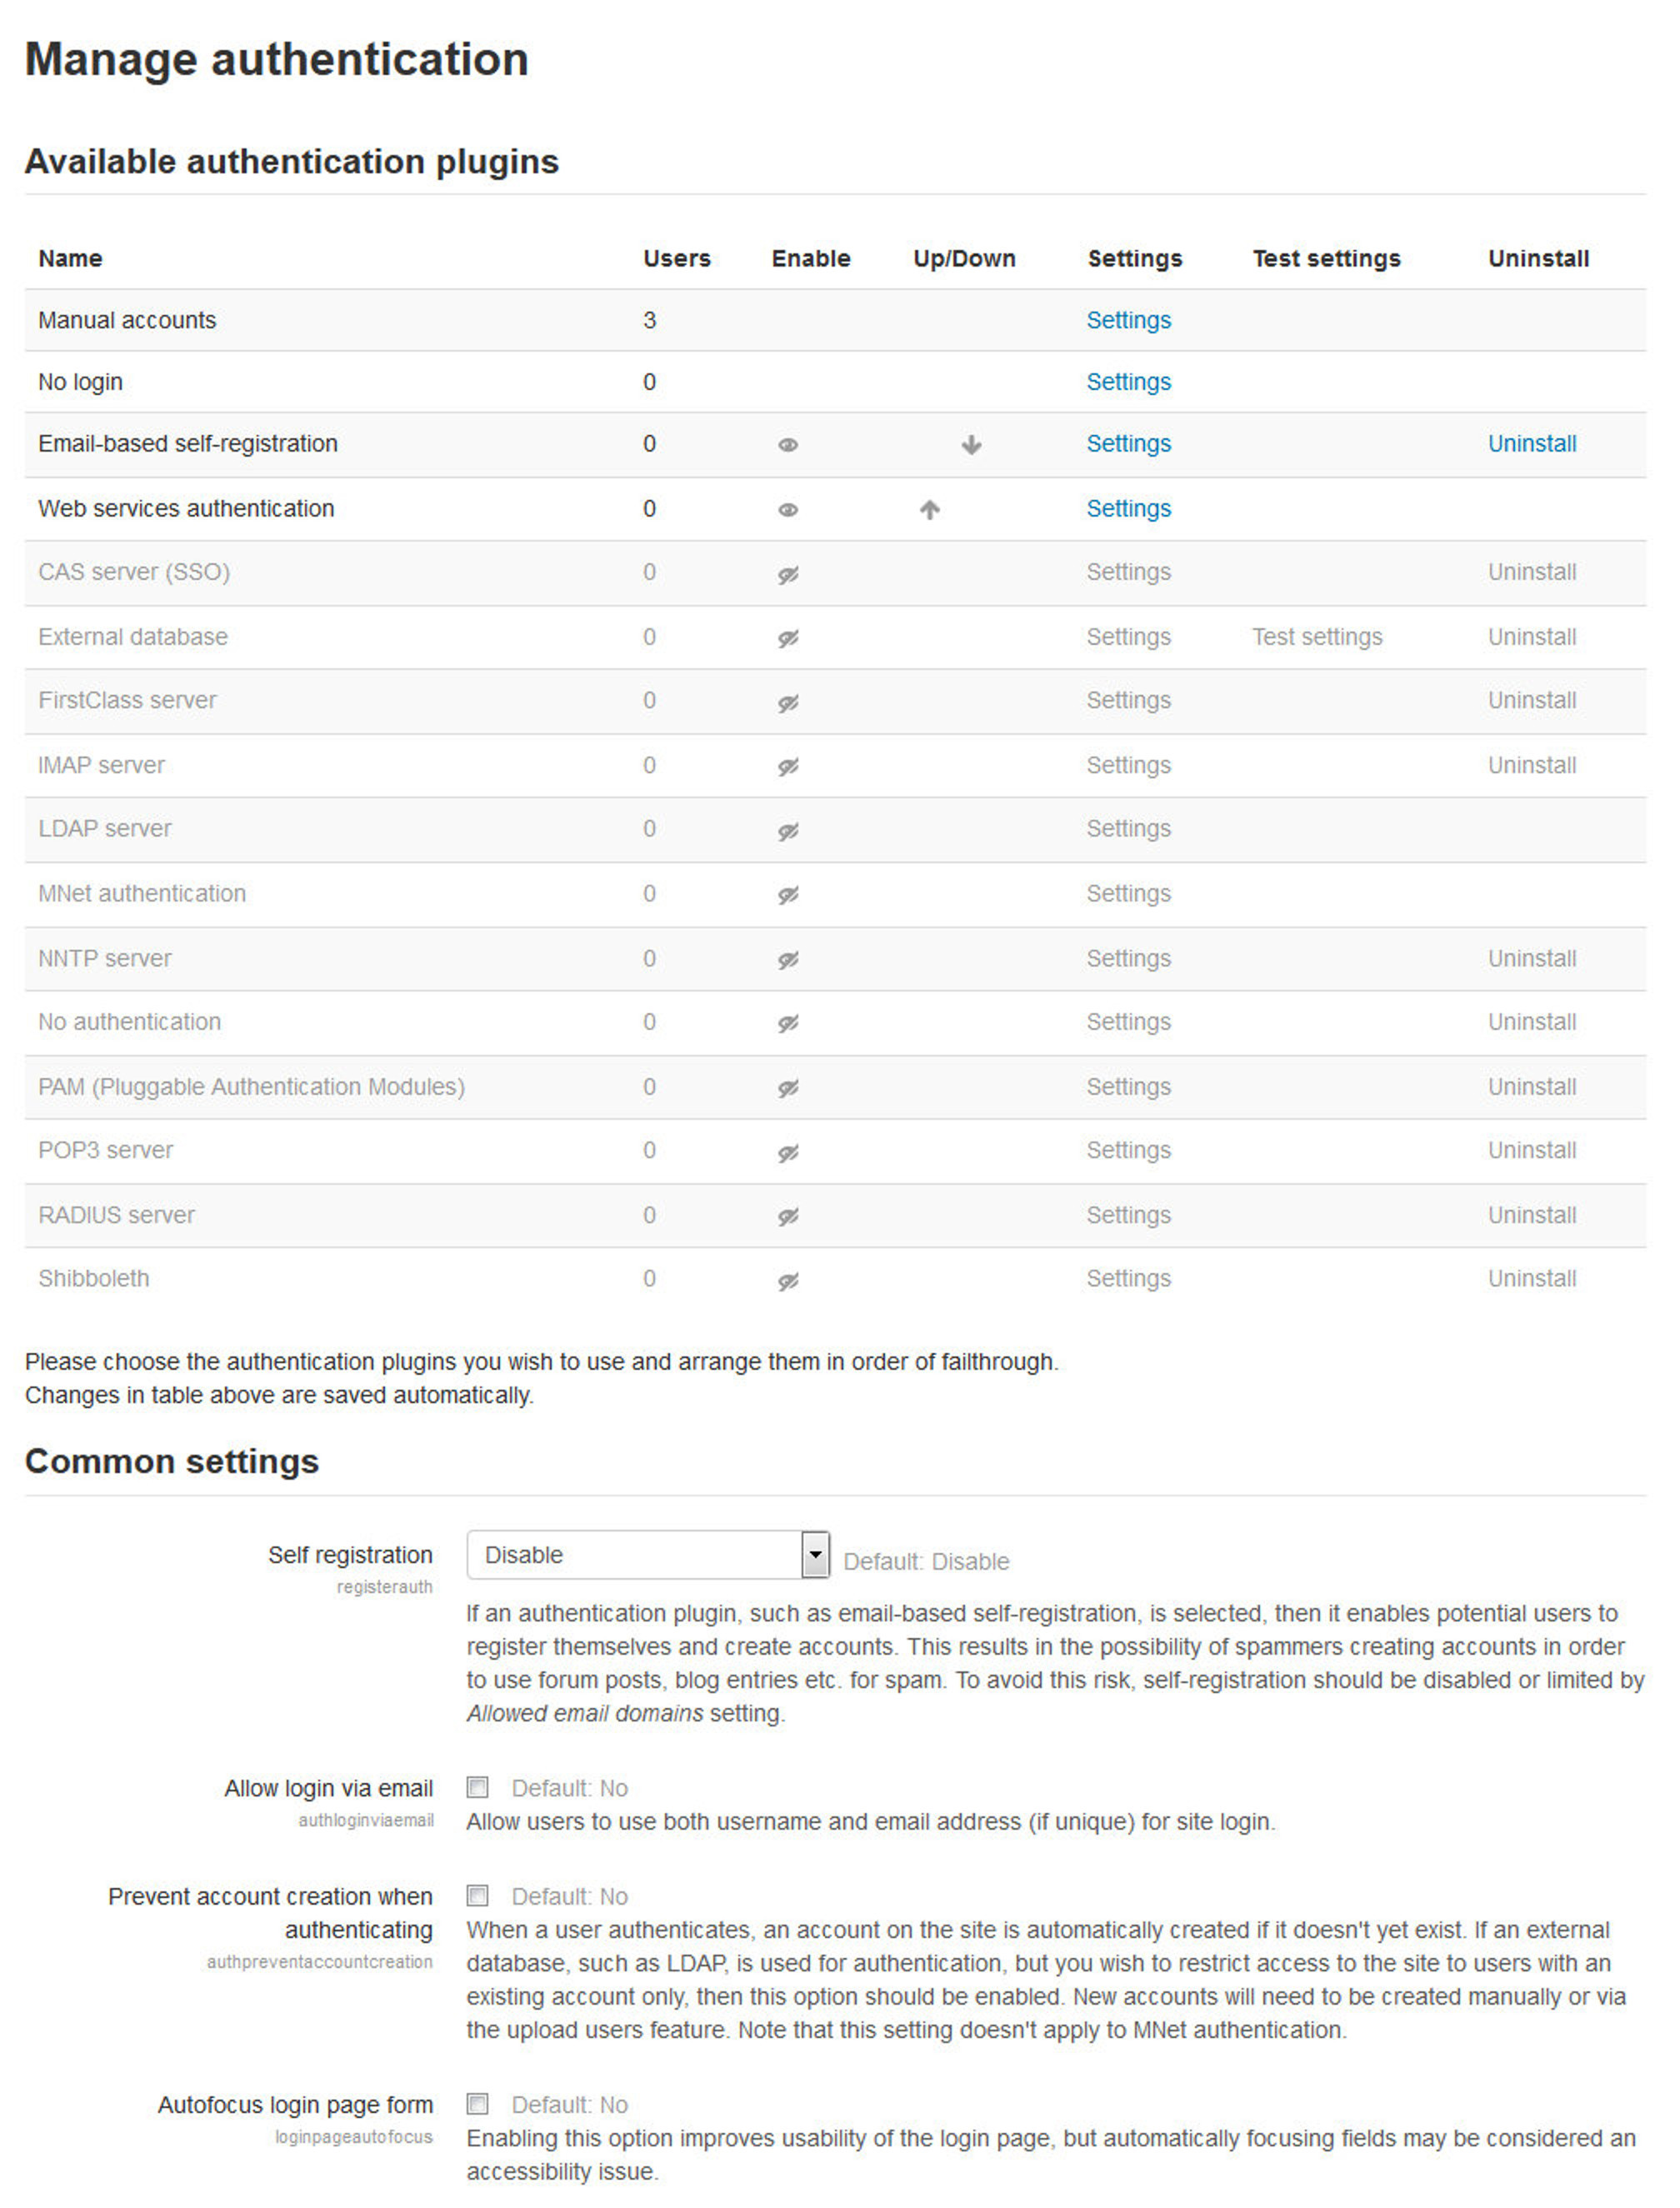 Manage authentication
Available authentication plugins
Name Users Enable Up/Down Settings Test settings Uninstall
Manual accounts 3 Settings
No login 0 Settings
Email-based self-registration 0 Settings Uninstall
Web services authentication 0 Settings
CAS server (SSO) 0 Settings Uninstall
External database 0 Settings Test settings Uninstall
FirstClass server 0 Settings Uninstall
IMAP server 0 Settings Uninstall
LDAP server 0 Settings
MNet authentication 0 Settings
NNTP server 0 Settings Uninstall
No authentication 0 Settings Uninstall
PAM (Pluggable Authentication Modules) 0 Settings Uninstall
POP3 server 0 Settings Uninstall
RADIUS server 0 Settings Uninstall
Shibboleth 0 Settings Uninstall
Please choose the authentication plugins you wish to use and arrange them in order of failthrough.
Changes in table above are saved automatically.
Common settings
Self registration Disable Default: Disable
registerauth
If an authentication plugin, such as email-based self-registration, is selected, then it enables potential users to
register themselves and create accounts. This results in the possibility of spammers creating accounts in order
to use forum posts, blog entries etc. for spam. To avoid this risk, self-registration should be disabled or limited by
Allowed email domains setting.
Allow login via email Default: No
authloginviaemail Allow users to use both username and email address (if unique) for site login.
Prevent account creation when Default: No
authenticating When a user authenticates, an account on the site is automatically created if it doesn't yet exist. If an external
authpreventaccountcreation database, such as LDAP, is used for authentication, but you wish to restrict access to the site to users with an
existing account only, then this option should be enabled. New accounts will need to be created manually or via
the upload users feature. Note that this setting doesn't apply to MNet authentication.
Autofocus login page form Default: No
loginpageautofocus Enabling this option improves usability of the login page, but automatically focusing fields may be considered an
accessibility issue.